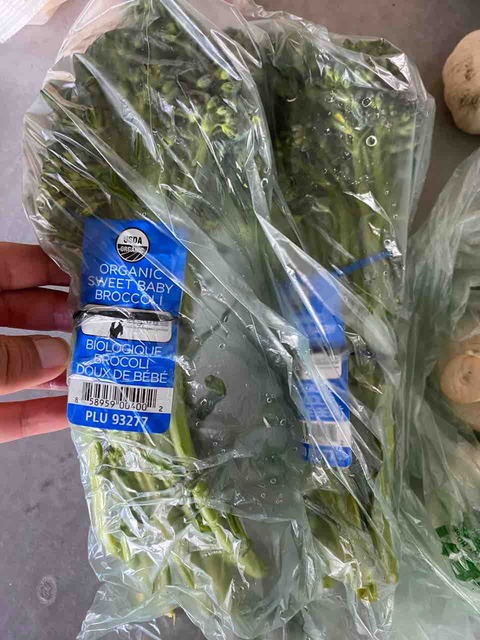 USDA
ORGANIC
ORGANIC
SWEET BABY
BROCCOLI
BIOLOGIQUE
BROCOLI
DOUX DE BÉBÉ
8 58959 00400 2
PLU 93277